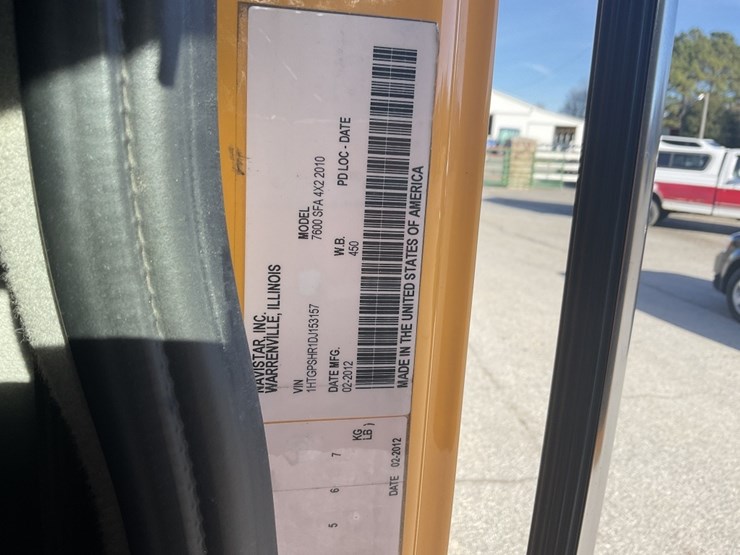 NAVISTAR, INC.
WARRENVILLE, ILLINOIS
VIN MODEL
1HTGPSHR1DJ153157 7600 SFA 4X2 2010
DATE MFG. W.B. PD LOC - DATE
02-2012 450
MADE IN THE UNITED STATES OF AMERICA
5 6 7 KG
LB )
DATE 02-2012